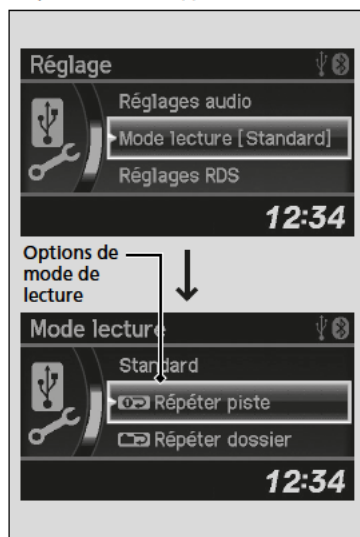 Réglage
Réglages audio
Mode lecture [Standard]
Réglages RDS
12:34
Options de
mode de
lecture
Mode lecture
Standard
Répéter piste
Répéter dossier
12:34